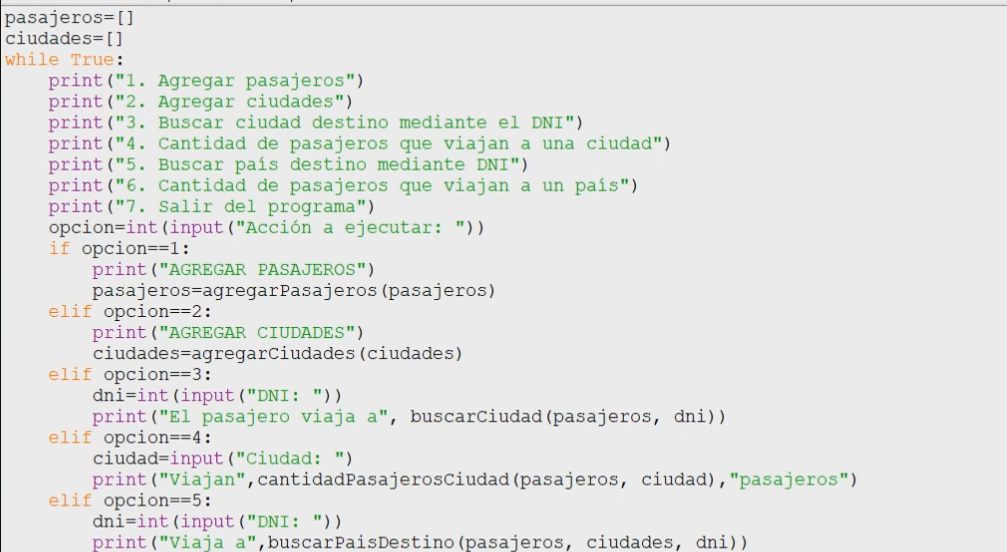 pasajeros=[]
ciudades=[]
while True:
    print("1. Agregar pasajeros")
    print("2. Agregar ciudades")
    print("3. Buscar ciudad destino mediante el DNI")
    print("4. Cantidad de pasajeros que viajan a una ciudad")
    print("5. Buscar país destino mediante DNI")
    print("6. Cantidad de pasajeros que viajan a un país")
    print("7. Salir del programa")
    opcion=int(input("Acción a ejecutar: "))
    if opcion==1:
        print("AGREGAR PASAJEROS")
        pasajeros=agregarPasajeros(pasajeros)
    elif opcion==2:
        print("AGREGAR CIUDADES")
        ciudades=agregarCiudades(ciudades)
    elif opcion==3:
        dni=int(input("DNI: "))
        print("El pasajero viaja a", buscarCiudad(pasajeros, dni))
    elif opcion==4:
        ciudad=input("Ciudad: ")
        print("Viajan",cantidadPasajerosCiudad(pasajeros, ciudad),"pasajeros")
    elif opcion==5:
        dni=int(input("DNI: "))
        print("Viaja a",buscarPaisDestino(pasajeros, ciudades, dni))